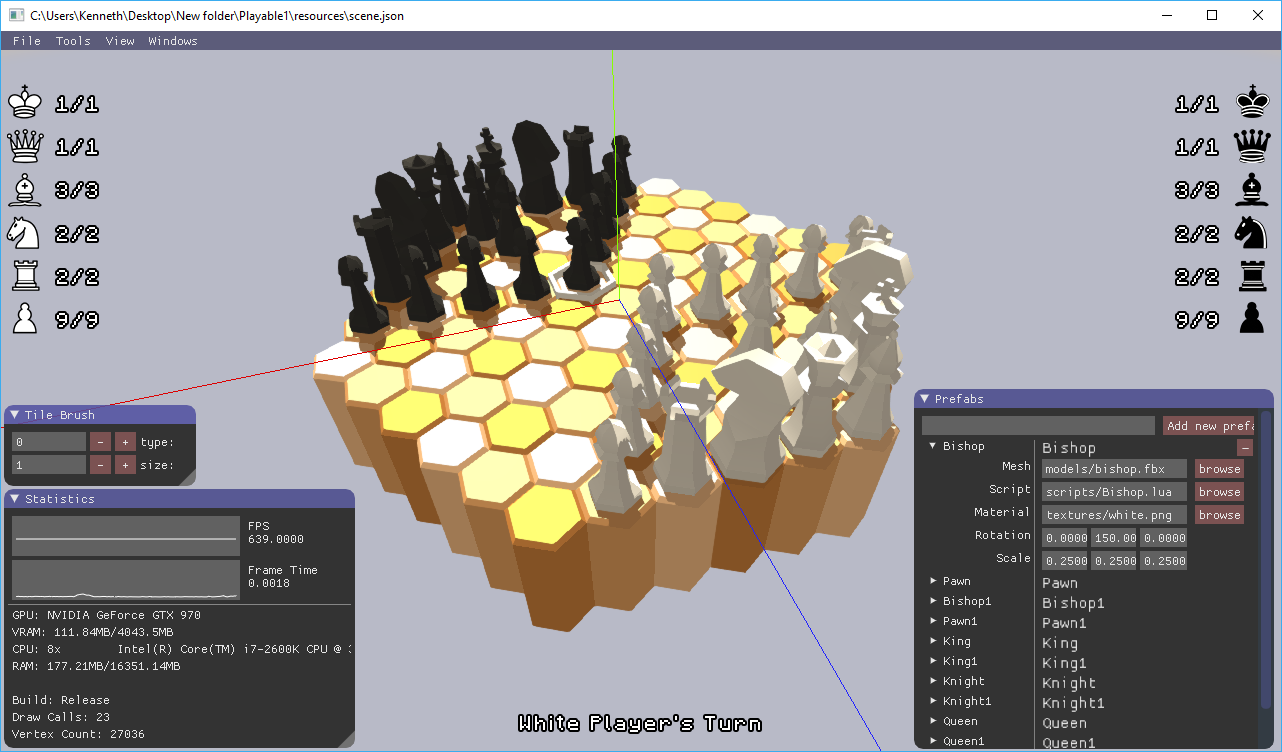 C:\Users\Kenneth\Desktop\New folder\Playable1\resources\scene.json
File Tools View Windows
1/1
1/1
3/3
2/2
2/2
9/9
1/1
1/1
3/3
2/2
2/2
9/9
Tile Brush
0 - + type:
1 - + size:
Statistics
FPS
639.0000
Frame Time
0.0018
GPU: NVIDIA GeForce GTX 970
VRAM: 111.84MB/4043.5MB
CPU: 8x Intel(R) Core(TM) i7-2600K CPU @
RAM: 177.21MB/16351.14MB
Build: Release
Draw Calls: 23
Vertex Count: 27036
White Player's Turn
Prefabs
Add new prefa
Bishop Bishop -
Mesh models/bishop.fbx browse
Script scripts/Bishop.lua browse
Material textures/white.png browse
Rotation 0.0000 150.00 0.0000
Scale 0.2500 0.2500 0.2500
Pawn Pawn
Bishop1 Bishop1
Pawn1 Pawn1
King King
King1 King1
Knight Knight
Knight1 Knight1
Queen Queen
Queen1 Queen1